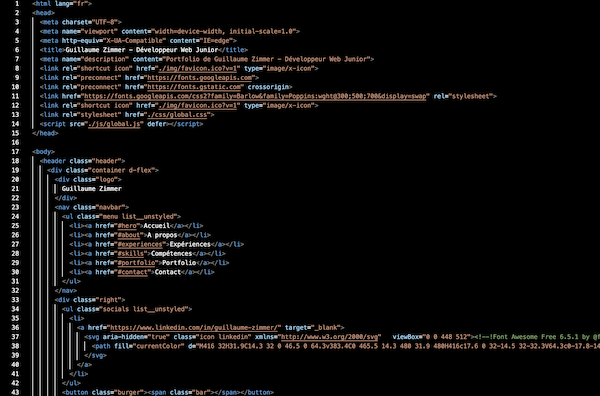 1 <html lang="fr">
2 <head>
3 <meta charset="UTF-8">
4 <meta name="viewport" content="width=device-width, initial-scale=1.0">
5 <meta http-equiv="X-UA-Compatible" content="IE=edge">
6 <title>Guillaume Zimmer – Développeur Web Junior</title>
7 <meta name="description" content="Portfolio de Guillaume Zimmer – Développeur Web Junior">
8 <link rel="shortcut icon" href="./img/favicon.ico?v=1" type="image/x-icon">
9 <link rel="preconnect" href="https://fonts.googleapis.com">
10 <link rel="preconnect" href="https://fonts.gstatic.com" crossorigin>
11 <link href="https://fonts.googleapis.com/css2?family=Barlow&family=Poppins:wght@300;500;700&display=swap" rel="stylesheet">
12 <link rel="shortcut icon" href="./img/favicon.ico?v=1" type="image/x-icon">
13 <link rel="stylesheet" href="./css/global.css">
14 <script src="./js/global.js" defer></script>
15 </head>
16
17 <body>
18 <header class="header">
19 <div class="container d-flex">
20 <div class="logo">
21 Guillaume Zimmer
22 </div>
23 <nav class="navbar">
24 <ul class="menu list__unstyled">
25 <li><a href="#hero">Accueil</a></li>
26 <li><a href="#about">A propos</a></li>
27 <li><a href="#experiences">Expériences</a></li>
28 <li><a href="#skills">Compétences</a></li>
29 <li><a href="#portfolio">Portfolio</a></li>
30 <li><a href="#contact">Contact</a></li>
31 </ul>
32 </nav>
33 <div class="right">
34 <ul class="socials list__unstyled">
35 <li>
36 <a href="https://www.linkedin.com/in/guillaume-zimmer/" target="_blank">
37 <svg aria-hidden="true" class="icon linkedin" xmlns="http://www.w3.org/2000/svg" viewBox="0 0 448 512"><!--!Font Awesome Free 6.5.1 by @f
38 <path fill="currentColor" d="M416 32H31.9C14.3 32 0 46.5 0 64.3v383.4C0 465.5 14.3 480 31.9 480H416c17.6 0 32-14.5 32-32.3V64.3c0-17.8-14
39 </svg>
40 </a>
41 </li>
42 </ul>
43 <button class="burger"><span class="bar"></span></button>